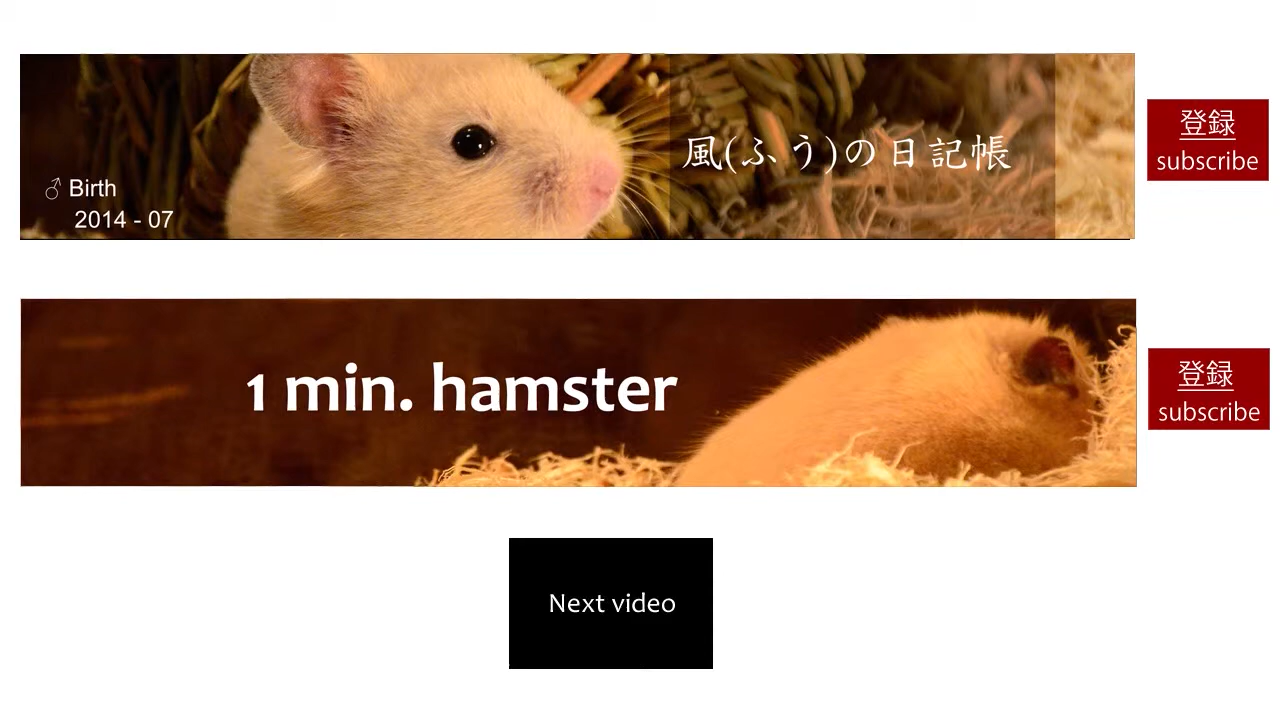 ♂ Birth
2014 - 07
風(ふう)の日記帳
登録
subscribe
1 min. hamster
登録
subscribe
Next video